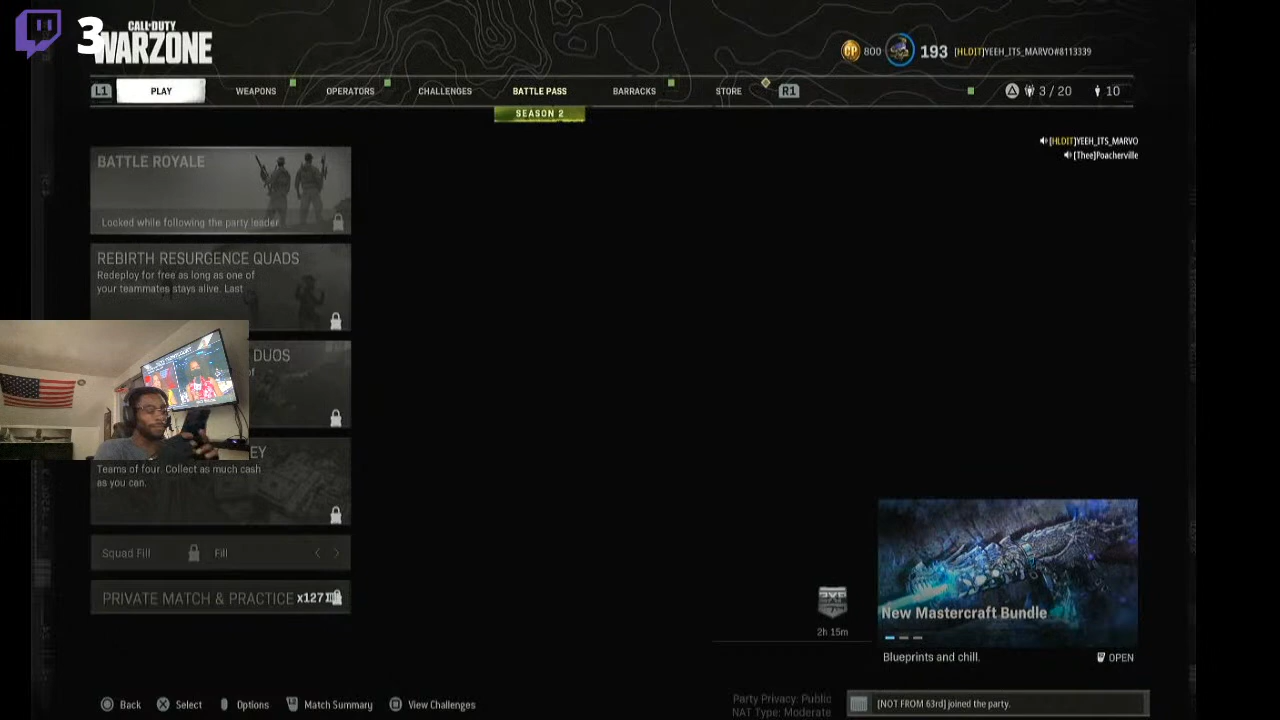 3
CALL OF DUTY
WARZONE
800
193
[HLDIT]YEEH_ITS_MARVO#8113339
L1
PLAY
WEAPONS
OPERATORS
CHALLENGES
BATTLE PASS
BARRACKS
STORE
R1
3 / 20
10
SEASON 2
[HLDIT]YEEH_ITS_MARVO
[Thee]Poacherville
BATTLE ROYALE
Locked while following the party leader
REBIRTH RESURGENCE QUADS
Redeploy for free as long as one of
your teammates stays alive. Last
DUOS
of
EY
Teams of four. Collect as much cash
as you can.
Squad Fill
Fill
PRIVATE MATCH & PRACTICE
x127
2h 15m
New Mastercraft Bundle
Blueprints and chill.
OPEN
Back
Select
Options
Match Summary
View Challenges
Party Privacy: Public
NAT Type: Moderate
[NOT FROM 63rd] joined the party.